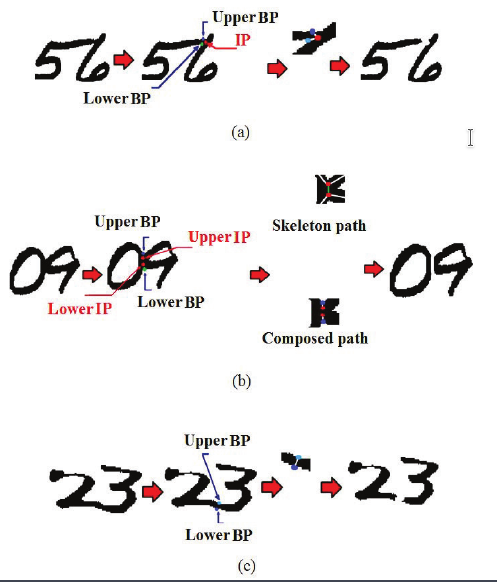 56 56 56
Upper BP
IP
Lower BP
(a)
Skeleton path
09 09 09
Upper BP
Upper IP
Lower IP
Lower BP
Composed path
(b)
23 23 23
Upper BP
Lower BP
(c)